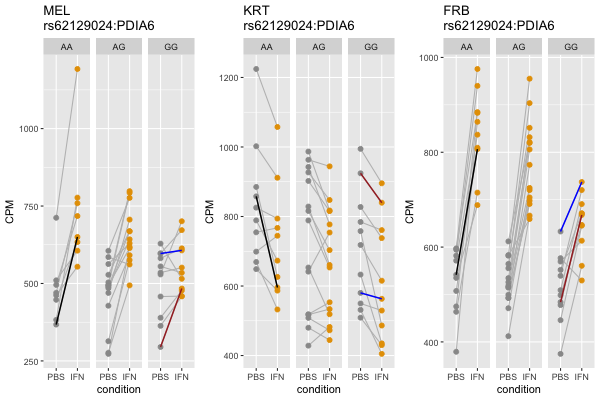 MEL
rs62129024:PDIA6
AA AG GG
1000
750
500
250
CPM
PBS IFN PBS IFN PBS IFN
condition
KRT
rs62129024:PDIA6
AA AG GG
1200
1000
800
600
400
CPM
PBS IFN PBS IFN PBS IFN
condition
FRB
rs62129024:PDIA6
AA AG GG
1000
800
600
400
CPM
PBS IFN PBS IFN PBS IFN
condition